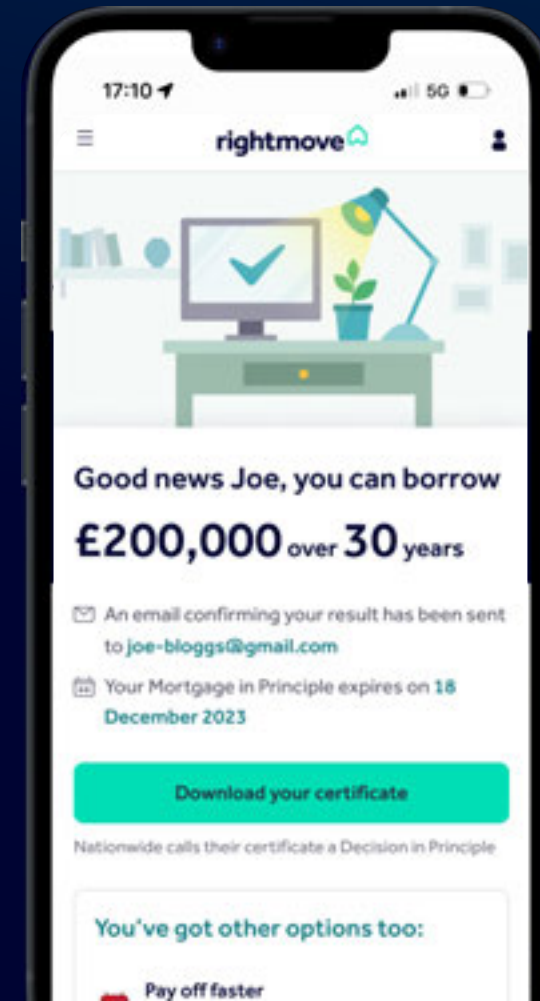 17:10
5G
rightmove
Good news Joe, you can borrow
£200,000 over 30 years
An email confirming your result has been sent
to joe-bloggs@gmail.com
Your Mortgage in Principle expires on 18
December 2023
Download your certificate
Nationwide calls their certificate a Decision in Principle
You've got other options too:
Pay off faster